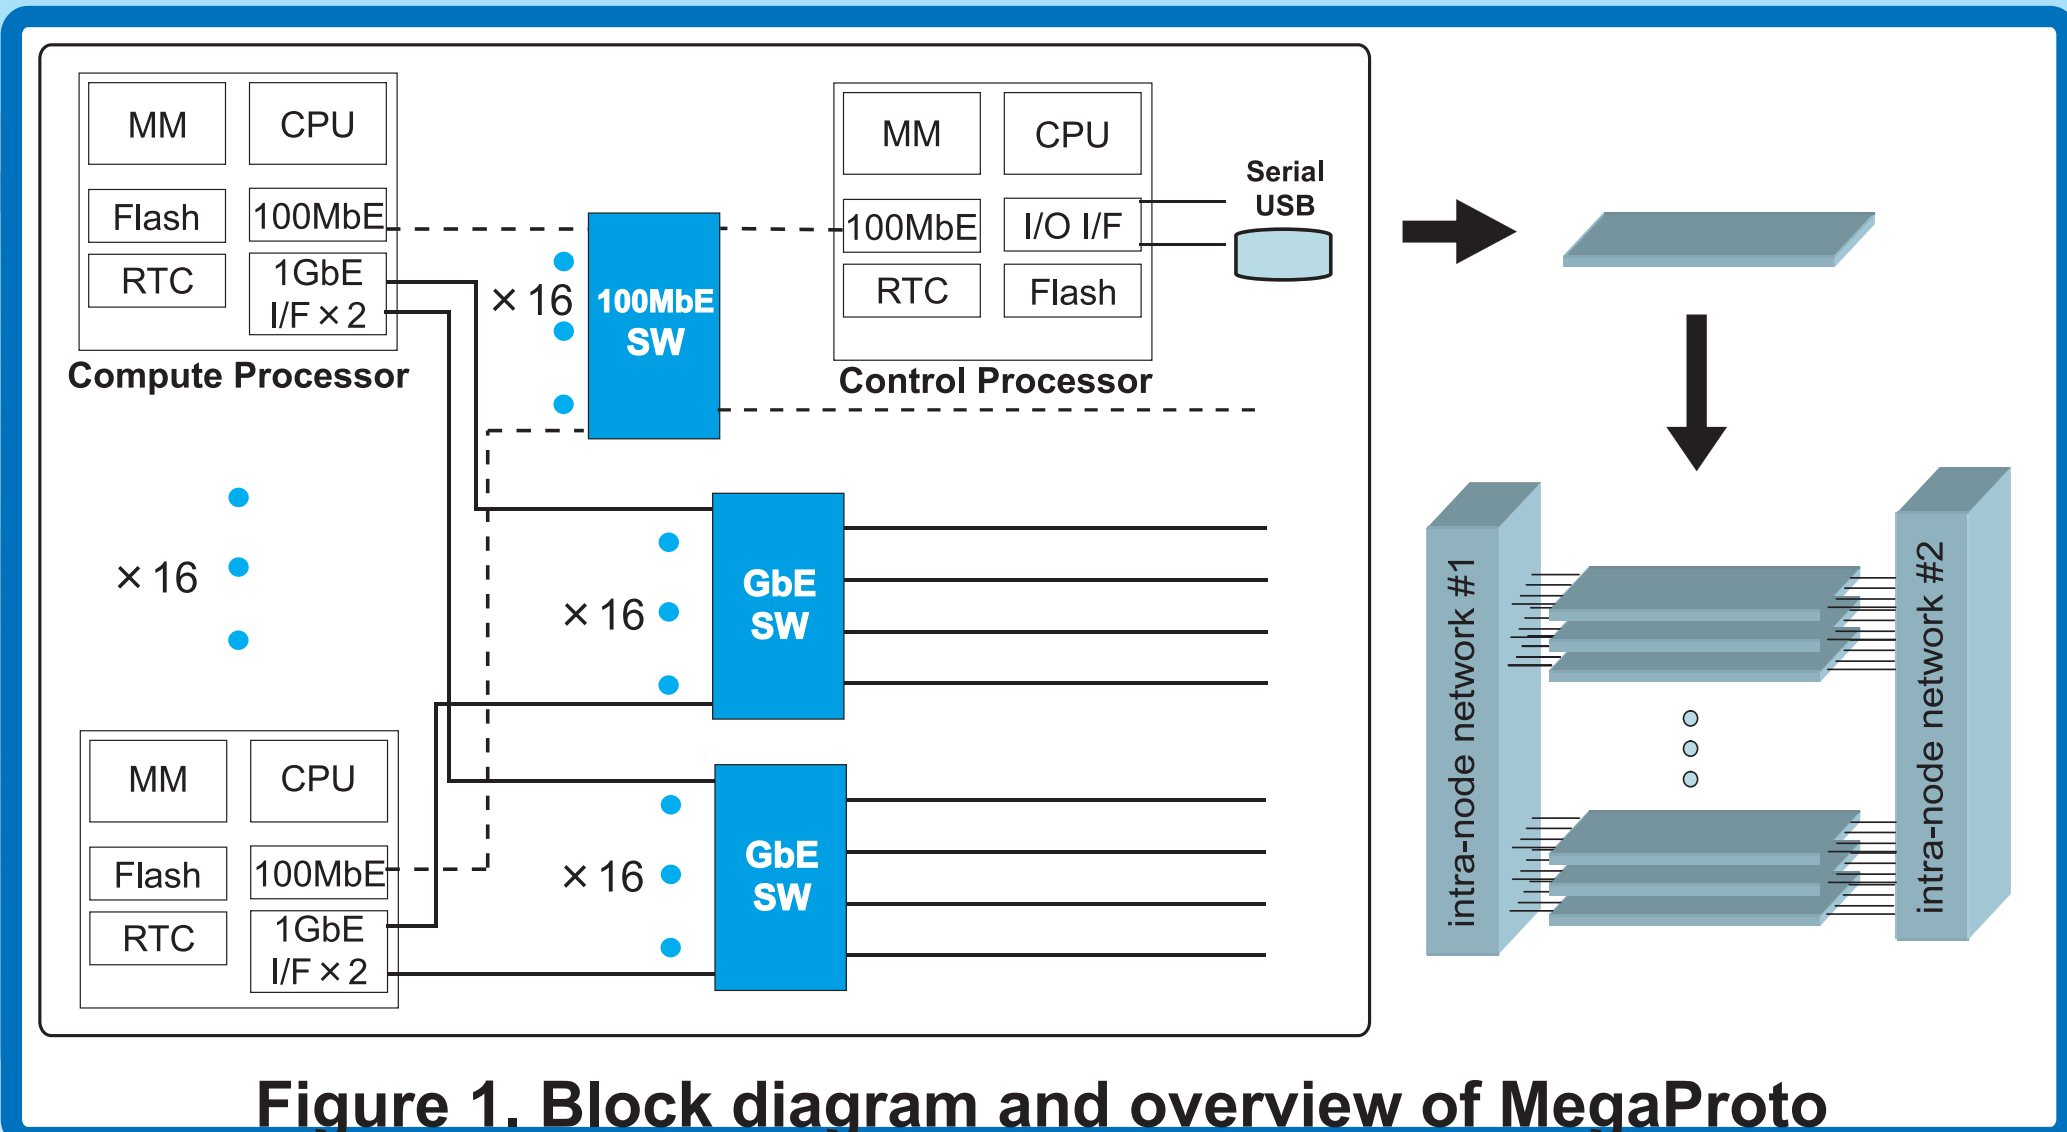 MM
CPU
Flash
100MbE
RTC
1GbE
I/F × 2
Compute Processor
× 16
100MbE
SW
MM
CPU
100MbE
I/O I/F
RTC
Flash
Control Processor
Serial
USB
× 16
× 16
GbE
SW
MM
CPU
Flash
100MbE
RTC
1GbE
I/F × 2
× 16
GbE
SW
intra-node network #1
intra-node network #2
Figure 1. Block diagram and overview of MegaProto